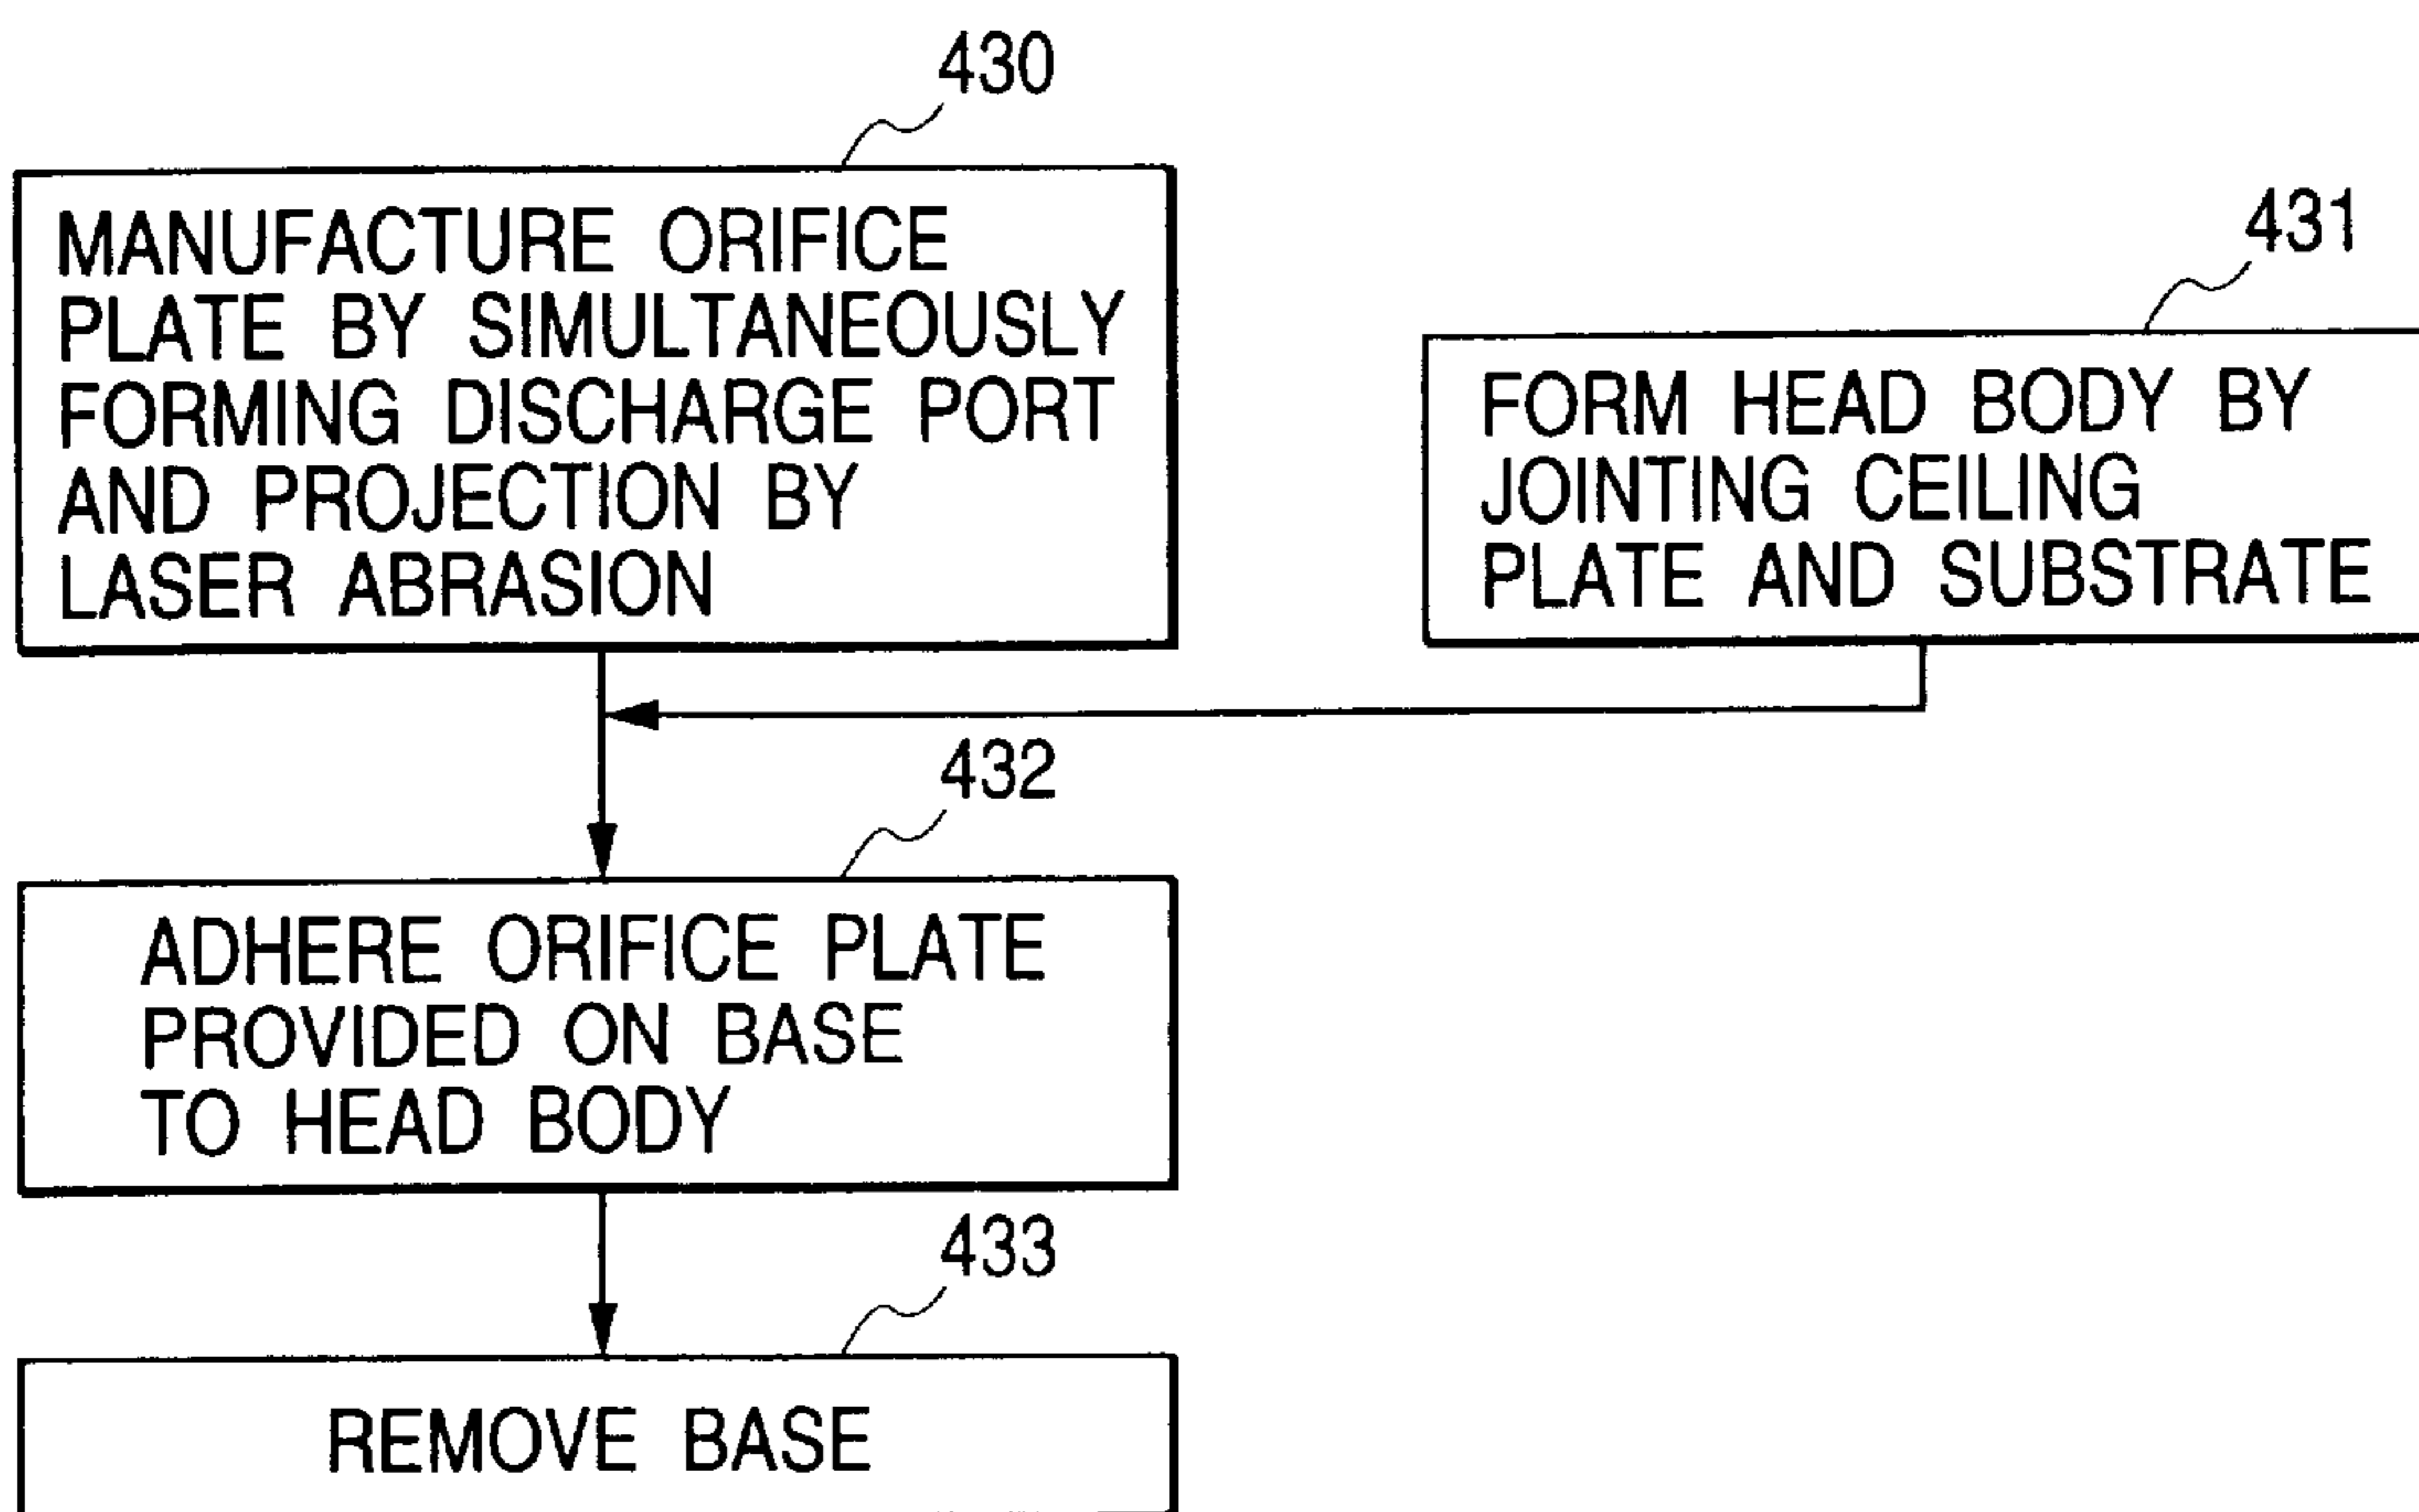 430
MANUFACTURE ORIFICE
PLATE BY SIMULTANEOUSLY
FORMING DISCHARGE PORT
AND PROJECTION BY
LASER ABRASION
431
FORM HEAD BODY BY
JOINTING CEILING
PLATE AND SUBSTRATE
432
ADHERE ORIFICE PLATE
PROVIDED ON BASE
TO HEAD BODY
433
REMOVE BASE